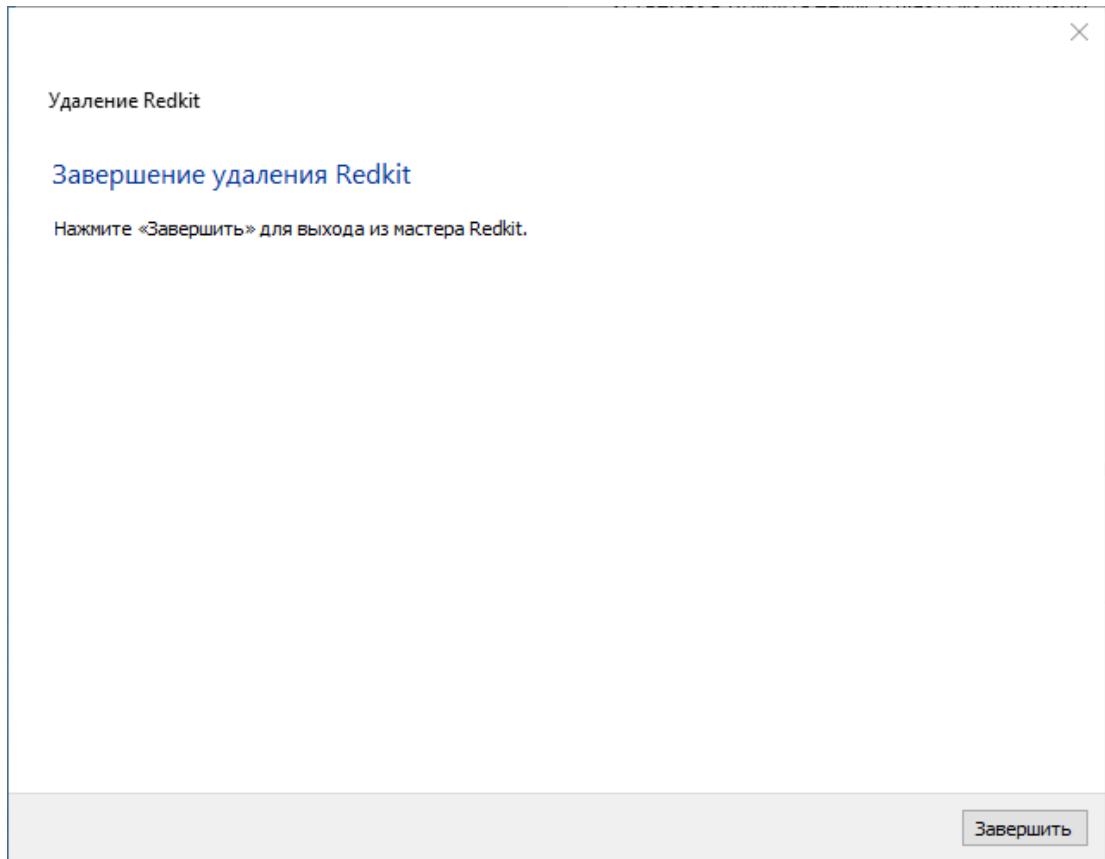 Удаление Redkit
Завершение удаления Redkit
Нажмите «Завершить» для выхода из мастера Redkit.
Завершить